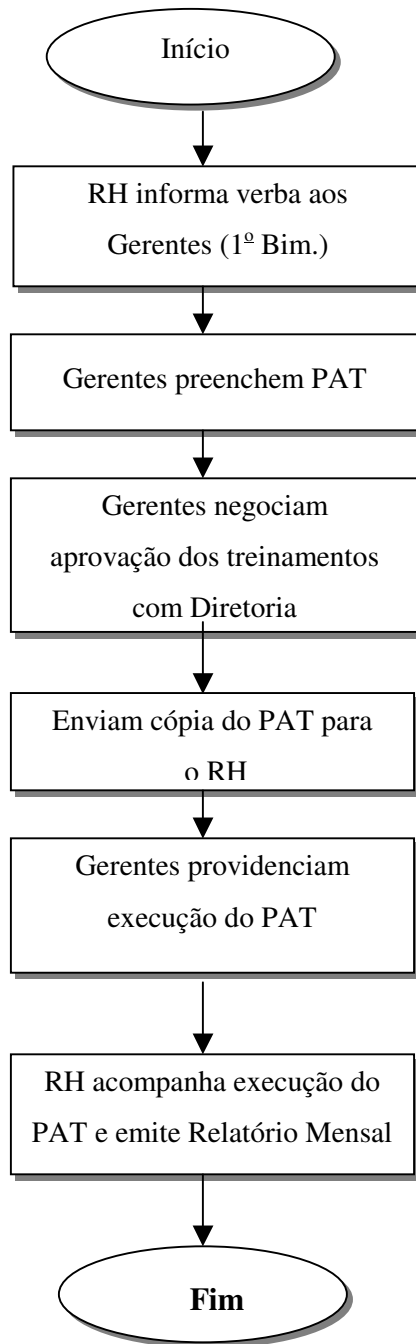 Início
RH informa verba aos
Gerentes (1º Bim.)
Gerentes preenchem PAT
Gerentes negociam
aprovação dos treinamentos
com Diretoria
Enviam cópia do PAT para
o RH
Gerentes providenciam
execução do PAT
RH acompanha execução do
PAT e emite Relatório Mensal
Fim